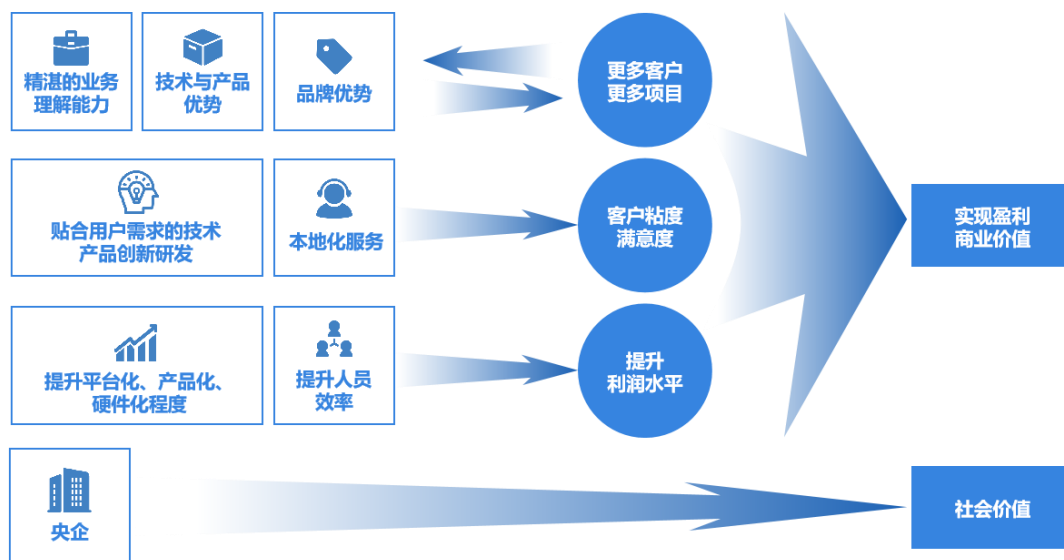 精湛的业务
理解能力
技术与产品
优势
品牌优势
更多客户
更多项目
贴合用户需求的技术
产品创新研发
本地化服务
客户粘度
满意度
实现盈利
商业价值
提升平台化、产品化、
硬件化程度
提升人员
效率
提升
利润水平
央企
社会价值